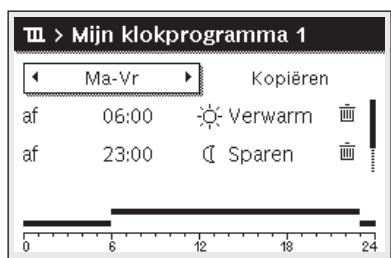 > Mijn klokprogramma 1
Ma-Vr Kopiëren
af 06:00 Verwarm
af 23:00 Sparen
0 6 12 18 24